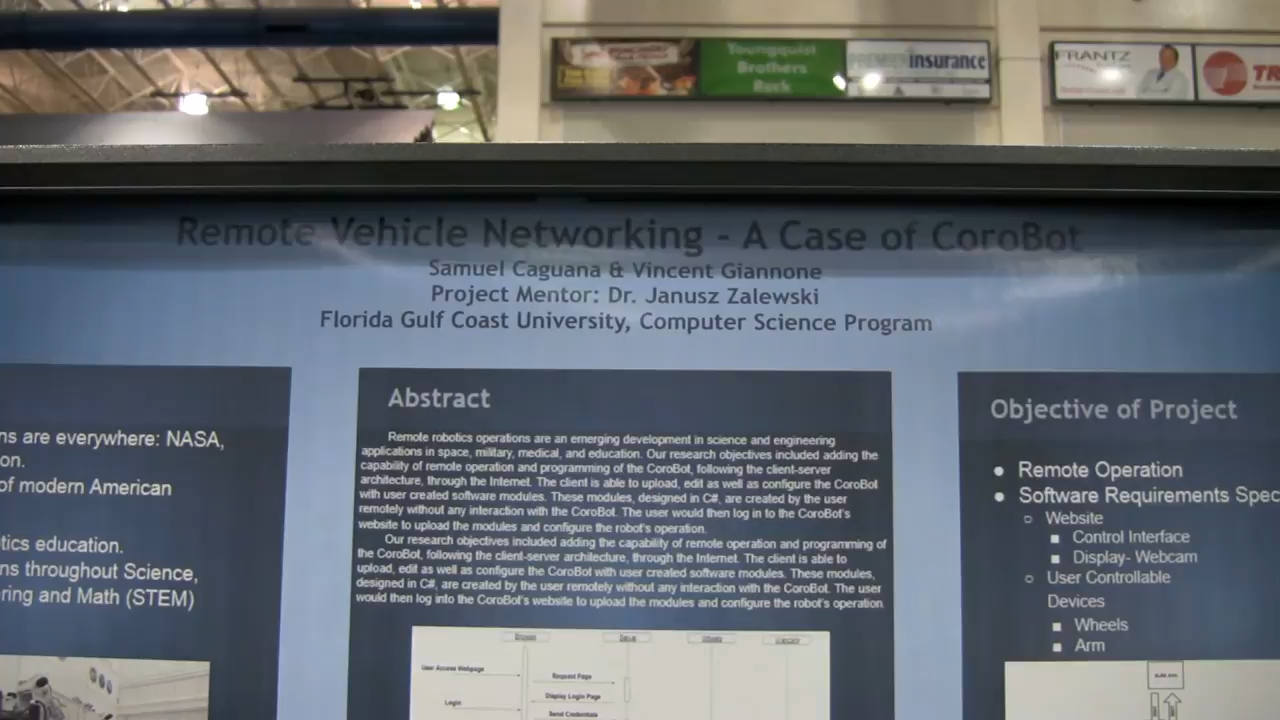 Youngquist
Brothers
Rock
PREMIER insurance
FRANTZ
Remote Vehicle Networking - A Case of CoroBot
Samuel Caguana & Vincent Giannone
Project Mentor: Dr. Janusz Zalewski
Florida Gulf Coast University, Computer Science Program
ns are everywhere: NASA,
on.
of modern American
tics education.
ns throughout Science,
ring and Math (STEM)
Abstract
Remote robotics operations are an emerging development in science and engineering
applications in space, military, medical, and education. Our research objectives included adding the
capability of remote operation and programming of the CoroBot, following the client-server
architecture, through the Internet. The client is able to upload, edit as well as configure the CoroBot
with user created software modules. These modules, designed in C#, are created by the user
remotely without any interaction with the CoroBot. The user would then log in to the CoroBot's
website to upload the modules and configure the robot's operation.
Our research objectives included adding the capability of remote operation and programming of
the CoroBot, following the client-server architecture, through the Internet. The client is able to
upload, edit as well as configure the CoroBot with user created software modules. These modules,
designed in C#, are created by the user remotely without any interaction with the CoroBot. The user
would then log into the CoroBot's website to upload the modules and configure the robot's operation
User Access Webpage
Request Page
Display Login Page
Login
Send Credentials
Objective of Project
● Remote Operation
● Software Requirements Spec
○ Website
■ Control Interface
■ Display- Webcam
○ User Controllable
Devices
■ Wheels
■ Arm